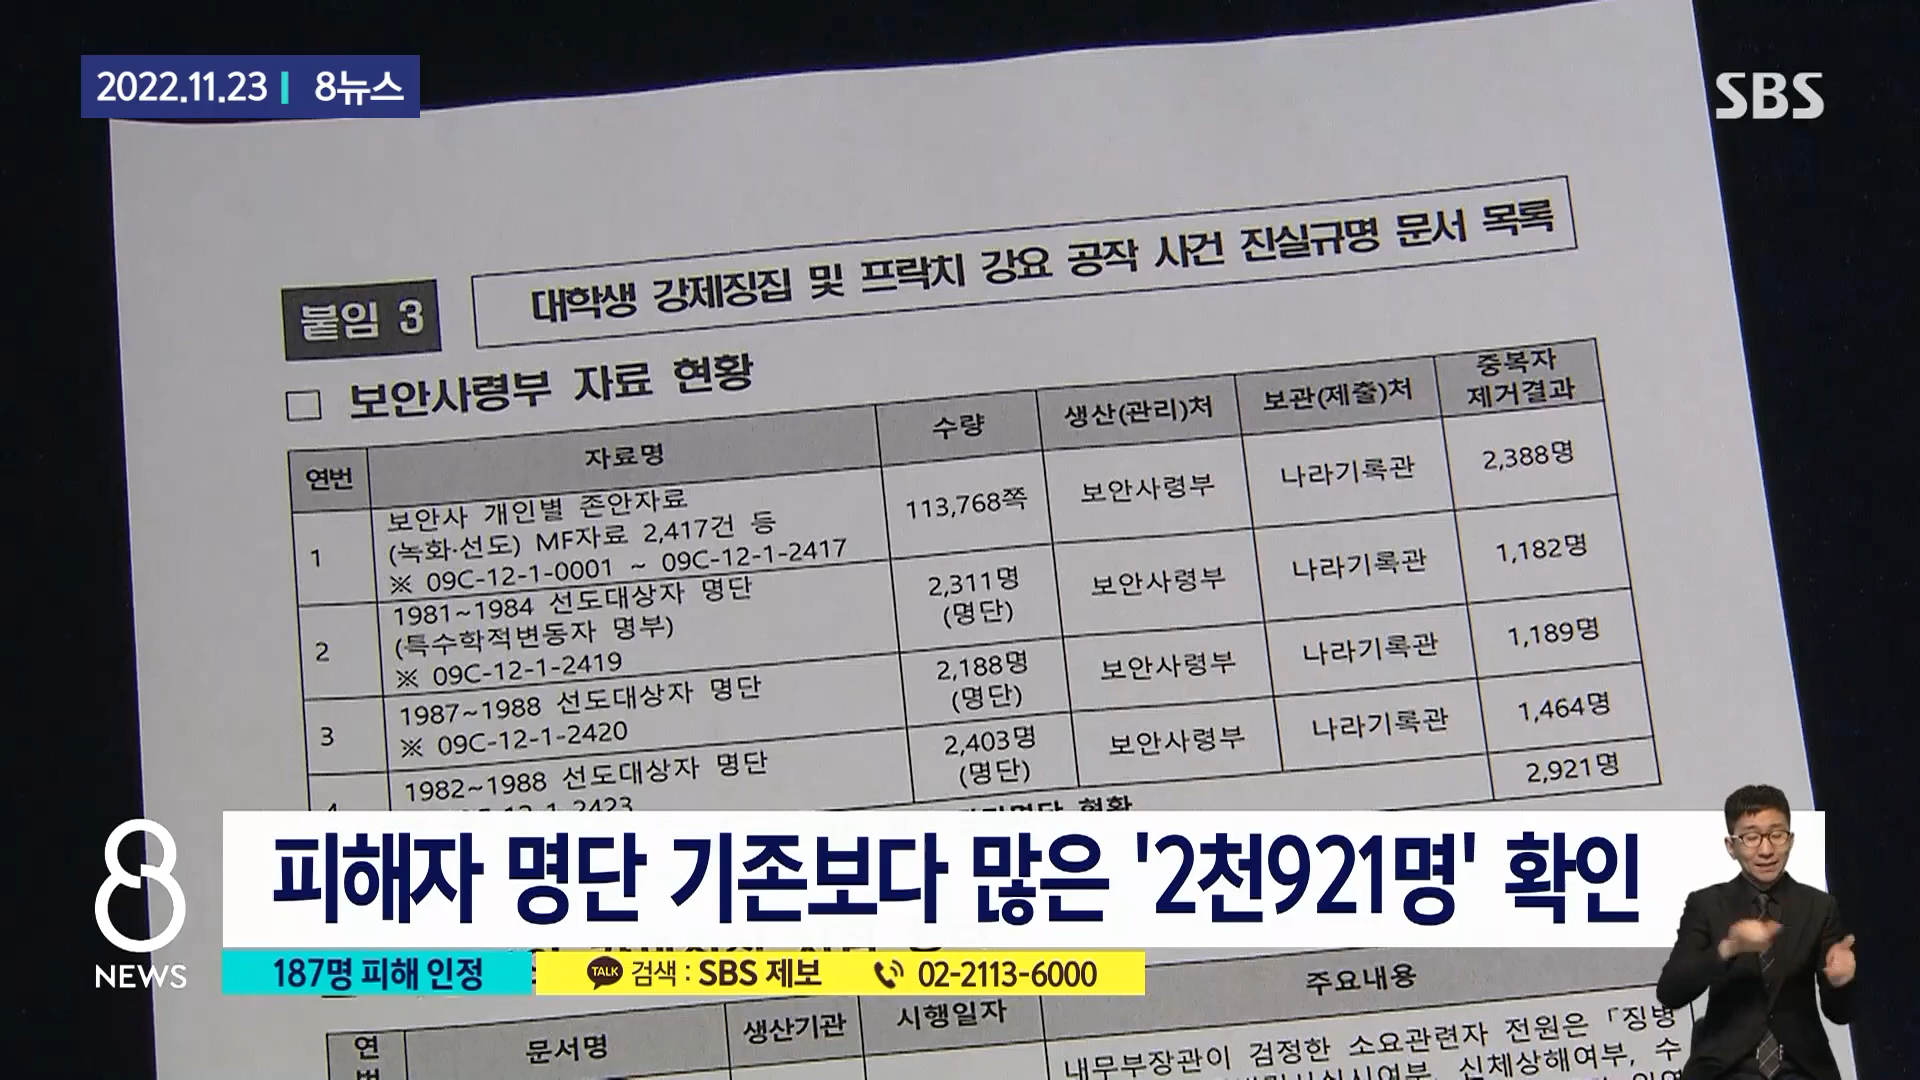 2022.11.23 8뉴스
SBS
붙임 3
대학생 강제징집 및 프락치 강요 공작 사건 진실규명 문서 목록
□ 보안사령부 자료 현황
연번 자료명 수량 생산(관리)처 보관(제출)처 중복자 제거결과
1 보안사 개인별 존안자료 113,768쪽 보안사령부 나라기록관 2,388명
(녹화·선도) MF자료 2,417건 등
※ 09C-12-1-0001 ~ 09C-12-1-2417
2 1981~1984 선도대상자 명단 2,311명 (명단) 보안사령부 나라기록관 1,182명
(특수학적변동자 명부)
※ 09C-12-1-2419
3 1987~1988 선도대상자 명단 2,188명 (명단) 보안사령부 나라기록관 1,189명
※ 09C-12-1-2420
1982~1988 선도대상자 명단 2,403명 (명단) 보안사령부 나라기록관 1,464명
2,921명
피해자 명단 기존보다 많은 '2천921명' 확인
8 NEWS
187명 피해 인정
TALK 검색 : SBS 제보 02-2113-6000
문서명 생산기관 시행일자 주요내용
내무부장관이 검정한 소요관련자 전원은 「징병
신체상해여부, 수